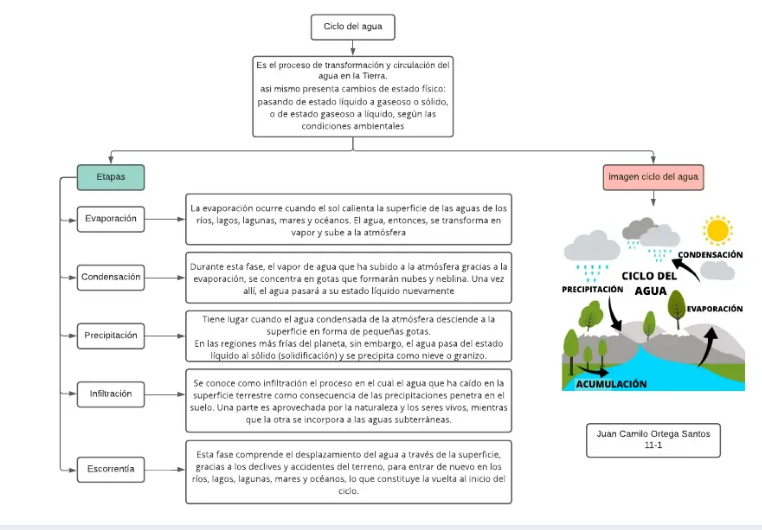 Ciclo del agua
Es el proceso de transformación y circulación del
agua en la Tierra,
asi mismo presenta cambios de estado físico:
pasando de estado líquido a gaseoso o sólido,
o de estado gaseoso a líquido, según las
condiciones ambientales
Etapas
Imagen ciclo del agua
Evaporación
La evaporación ocurre cuando el sol calienta la superficie de las aguas de los
ríos, lagos, lagunas, mares y océanos. El agua, entonces, se transforma en
vapor y sube a la atmósfera
Condensación
Durante esta fase, el vapor de agua que ha subido a la atmósfera gracias a la
evaporación, se concentra en gotas que formarán nubes y neblina. Una vez
allí, el agua pasará a su estado líquido nuevamente
Precipitación
Tiene lugar cuando el agua condensada de la atmósfera desciende a la
superficie en forma de pequeñas gotas.
En las regiones más frías del planeta, sin embargo, el agua pasa del estado
líquido al sólido (solidificación) y se precipita como nieve o granizo.
Infiltración
Se conoce como infiltración el proceso en el cual el agua que ha caído en la
superficie terrestre como consecuencia de las precipitaciones penetra en el
suelo. Una parte es aprovechada por la naturaleza y los seres vivos, mientras
que la otra se incorpora a las aguas subterráneas.
Escorrentía
Esta fase comprende el desplazamiento del agua a través de la superficie,
gracias a los declives y accidentes del terreno, para entrar de nuevo en los
ríos, lagos, lagunas, mares y océanos, lo que constituye la vuelta al inicio del
ciclo.
CONDENSACIÓN
CICLO DEL
AGUA
PRECIPITACIÓN
EVAPORACIÓN
ACUMULACIÓN
Juan Camilo Ortega Santos
11-1